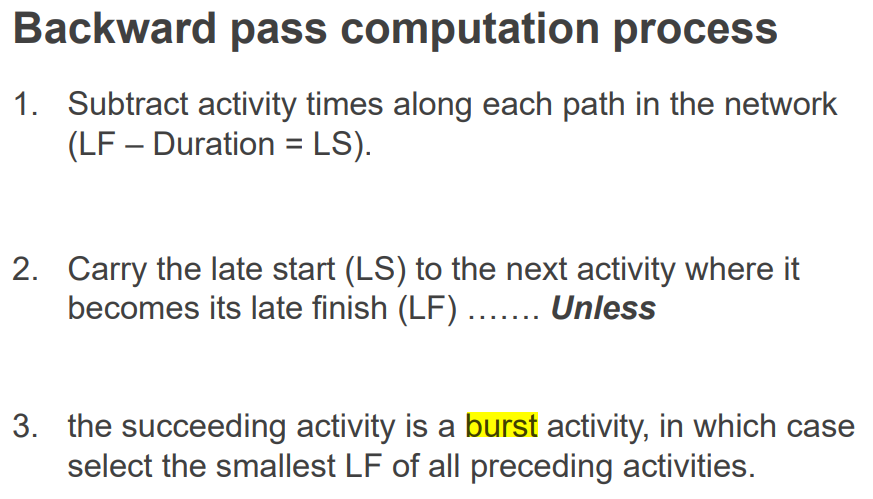 Backward pass computation process
1. Subtract activity times along each path in the network
(LF – Duration = LS).
2. Carry the late start (LS) to the next activity where it
becomes its late finish (LF) ....... Unless
3. the succeeding activity is a burst activity, in which case
select the smallest LF of all preceding activities.